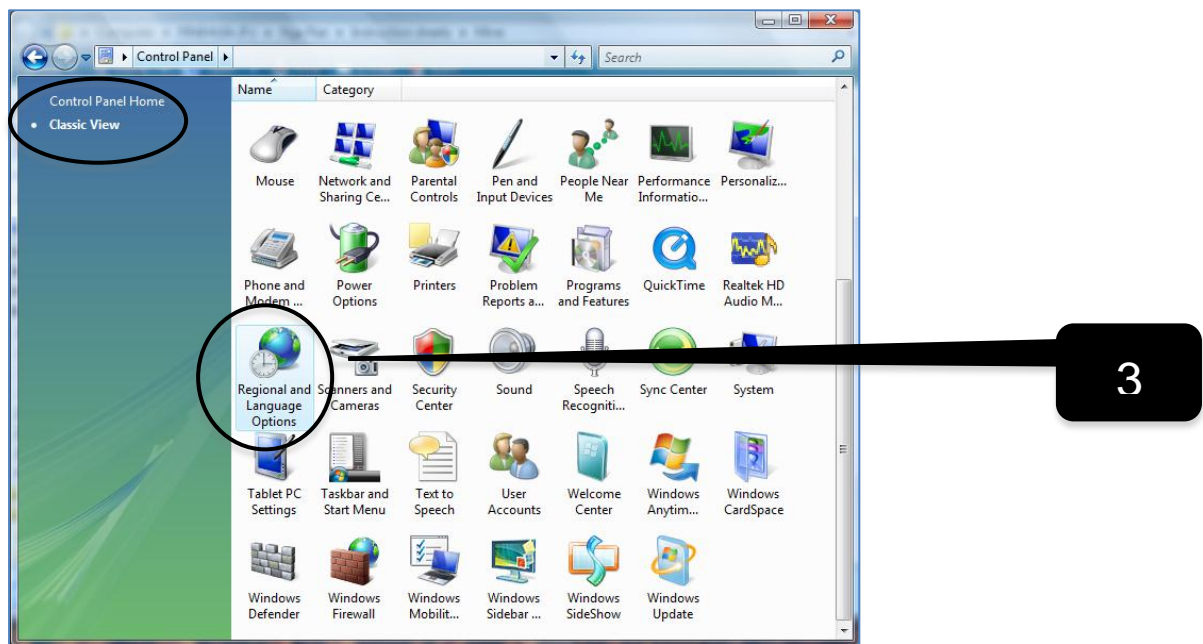 Control Panel
Search
Control Panel Home
• Classic View
Name Category
Mouse
Network and
Sharing Ce...
Parental
Controls
Pen and
Input Devices
People Near
Me
Performance
Informatio...
Personaliz...
Phone and
Modem ...
Power
Options
Printers
Problem
Reports a...
Programs
and Features
QuickTime
Realtek HD
Audio M...
Regional and
Language
Options
Scanners and
Cameras
Security
Center
Sound
Speech
Recogniti...
Sync Center
System
3
Tablet PC
Settings
Taskbar and
Start Menu
Text to
Speech
User
Accounts
Welcome
Center
Windows
Anytim...
Windows
CardSpace
Windows
Defender
Windows
Firewall
Windows
Mobilit...
Windows
Sidebar ...
Windows
SideShow
Windows
Update